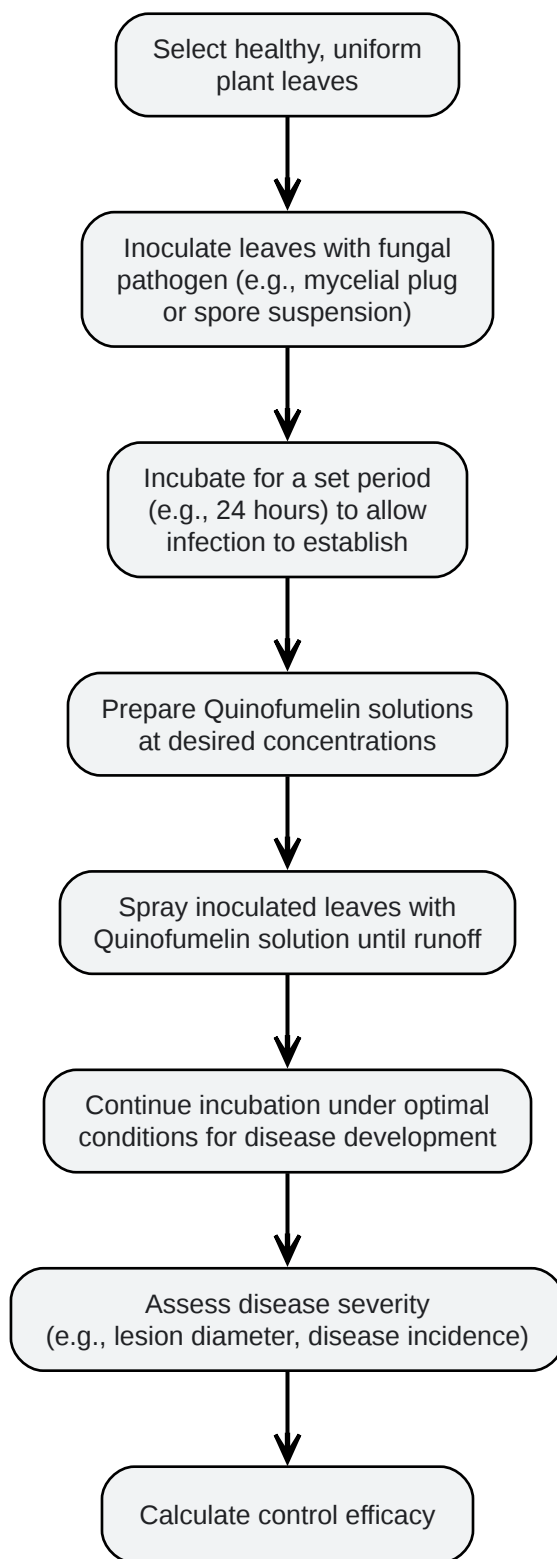 Select healthy, uniform
plant leaves
Inoculate leaves with fungal
pathogen (e.g., mycelial plug
or spore suspension)
Incubate for a set period
(e.g., 24 hours) to allow
infection to establish
Prepare Quinofumelin solutions
at desired concentrations
Spray inoculated leaves with
Quinofumelin solution until runoff
Continue incubation under optimal
conditions for disease development
Assess disease severity
(e.g., lesion diameter, disease incidence)
Calculate control efficacy